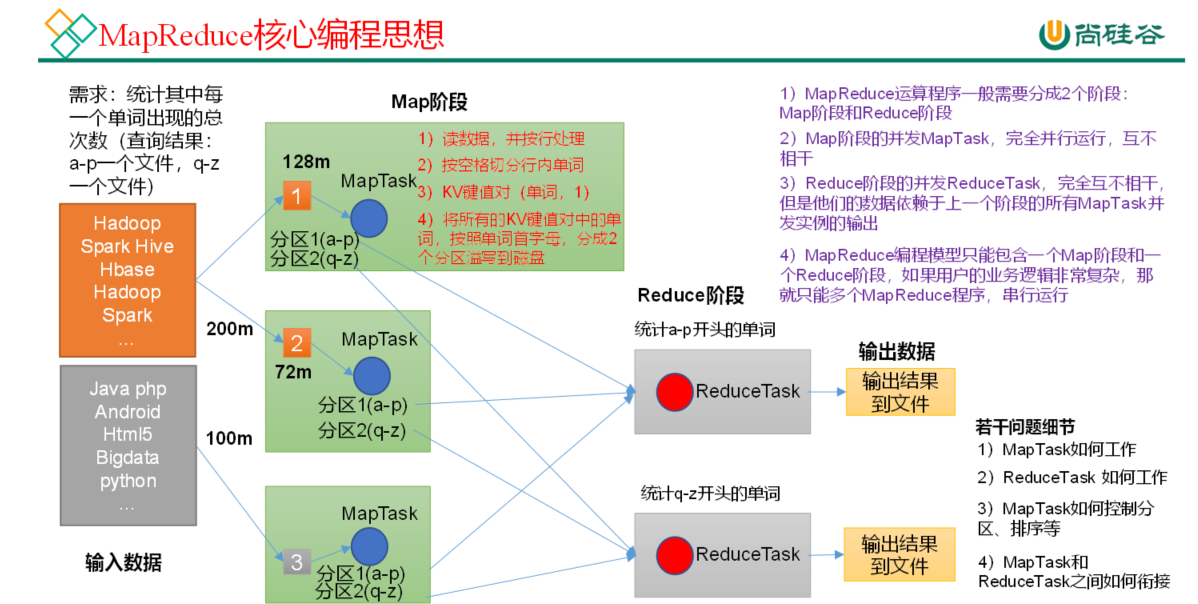 MapReduce核心编程思想
尚硅谷
需求：统计其中每
一个单词出现的总
次数（查询结果：
a-p一个文件，q-z
一个文件）
Hadoop
Spark Hive
Hbase
Hadoop
Spark
...
200m
Java php
Android
Html5
Bigdata
python
...
100m
输入数据
Map阶段
128m
1
MapTask
分区1(a-p)
分区2(q-z)
1）读数据，并按行处理
2）按空格切分行内单词
3）KV键值对（单词，1）
4）将所有的KV键值对中的单
词，按照单词首字母，分成2
个分区溢写到磁盘
2
72m
MapTask
分区1(a-p)
分区2(q-z)
3
MapTask
分区1(a-p)
分区2(q-z)
Reduce阶段
统计a-p开头的单词
ReduceTask
统计q-z开头的单词
ReduceTask
输出数据
输出结果
到文件
输出结果
到文件
1）MapReduce运算程序一般需要分成2个阶段：
Map阶段和Reduce阶段
2）Map阶段的并发MapTask，完全并行运行，互不
相干
3）Reduce阶段的并发ReduceTask，完全互不相干，
但是他们的数据依赖于上一个阶段的所有MapTask并
发实例的输出
4）MapReduce编程模型只能包含一个Map阶段和一
个Reduce阶段，如果用户的业务逻辑非常复杂，那
就只能多个MapReduce程序，串行运行
若干问题细节
1）MapTask如何工作
2）ReduceTask 如何工作
3）MapTask如何控制分
区、排序等
4）MapTask和
ReduceTask之间如何衔接